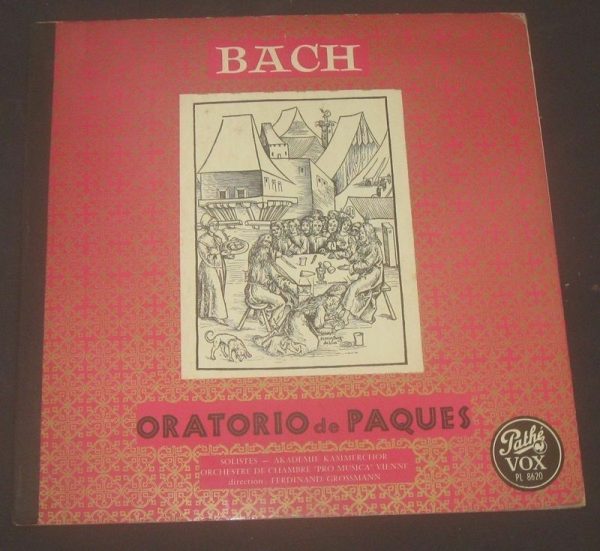 BACH
ORATORIO de PAQUES
SOLISTES - AKADEMIE KAMMERCHOR
ORCHESTRE DE CHAMBRE "PRO MUSICA" VIENNE
direction: FERDINAND GROSSMANN
Pathé
VOX
PL 8620